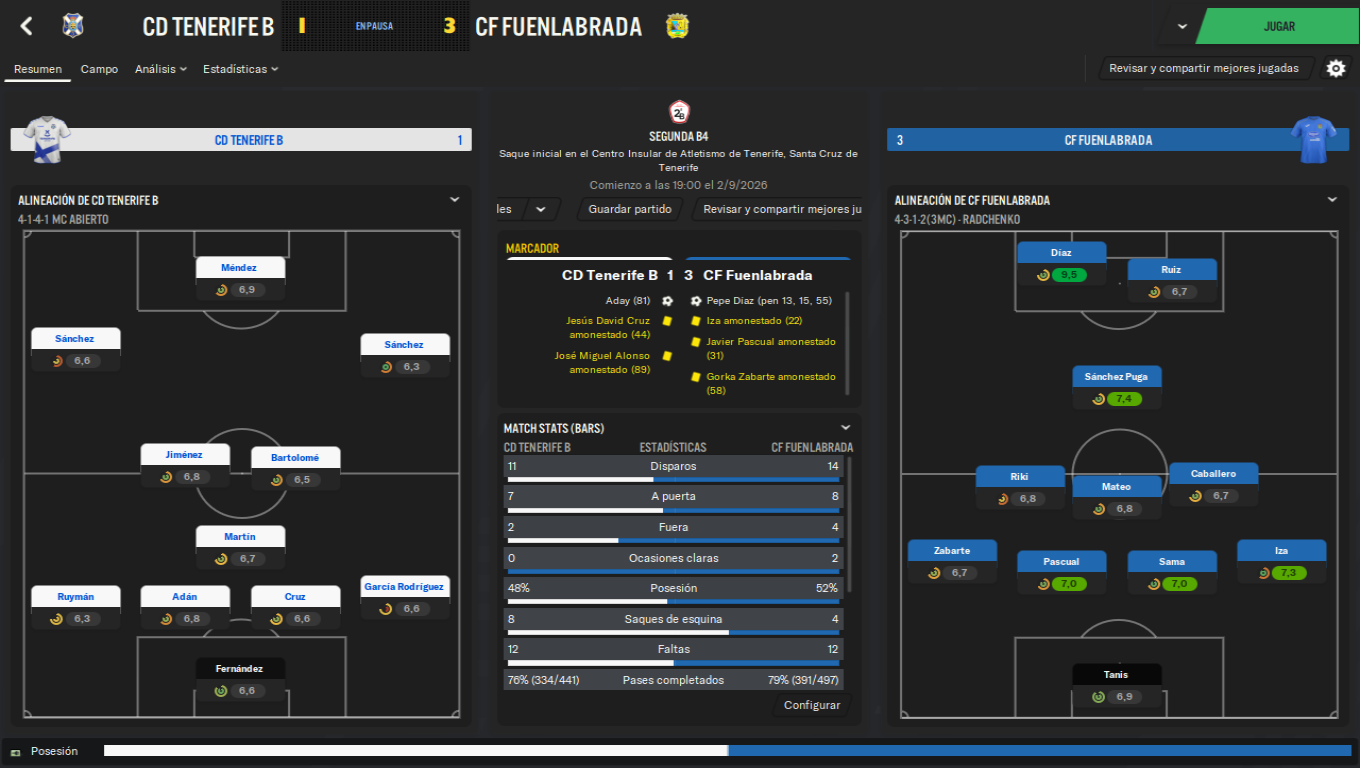 CD TENERIFE B
1
EN PAUSA
3
CF FUENLABRADA
JUGAR
Resumen
Campo
Análisis
Estadísticas
Revisar y compartir mejores jugadas
CD TENERIFE B 1
ALINEACIÓN DE CD TENERIFE B
4-1-4-1 MC ABIERTO
Méndez
6,9
Sánchez
6,6
Sánchez
6,3
Jiménez
6,8
Bartolomé
6,5
Martín
6,7
Ruymán
6,3
Adán
6,8
Cruz
6,6
García Rodríguez
6,6
Fernández
6,6
2B
SEGUNDA B4
Saque inicial en el Centro Insular de Atletismo de Tenerife, Santa Cruz de
Tenerife
Comienzo a las 19:00 el 2/9/2026
les
Guardar partido
Revisar y compartir mejores ju
MARCADOR
CD Tenerife B 1 3 CF Fuenlabrada
Aday (81)
Jesús David Cruz
amonestado (44)
José Miguel Alonso
amonestado (89)
Pepe Díaz (pen 13, 15, 55)
Iza amonestado (22)
Javier Pascual amonestado
(31)
Gorka Zabarte amonestado
(58)
MATCH STATS (BARS)
CD TENERIFE B ESTADÍSTICAS CF FUENLABRADA
11 Disparos 14
7 A puerta 8
2 Fuera 4
0 Ocasiones claras 2
48% Posesión 52%
8 Saques de esquina 4
12 Faltas 12
76% (334/441) Pases completados 79% (391/497)
Configurar
3 CF FUENLABRADA
ALINEACIÓN DE CF FUENLABRADA
4-3-1-2 (3MC) - RADCHENKO
Díaz
9,5
Ruiz
6,7
Sánchez Puga
7,4
Riki
6,8
Mateo
6,8
Caballero
6,7
Zabarte
6,7
Pascual
7,0
Sama
7,0
Iza
7,3
Tanis
6,9
Posesión